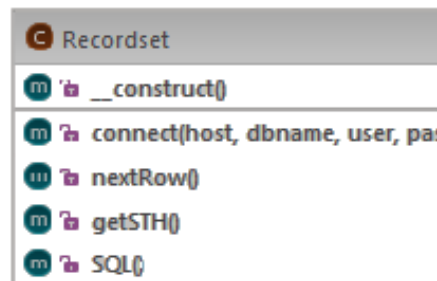 C Recordset
m __construct()
m connect(host, dbname, user, pas
m nextRow()
m getSTH()
m SQL()